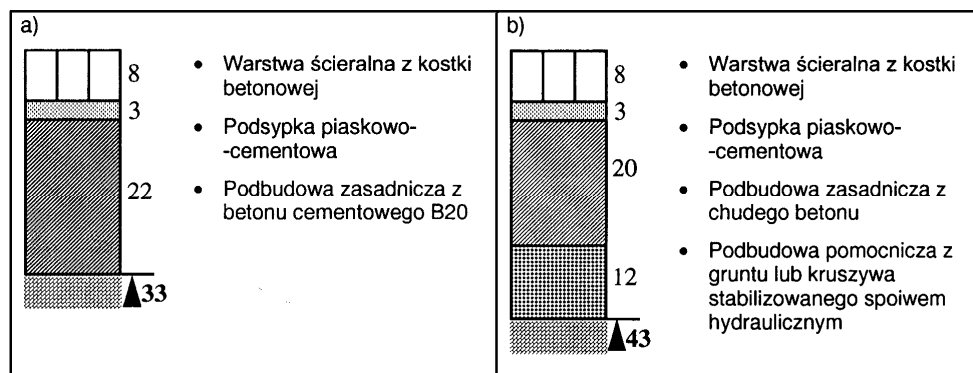 a)
8
3
22
33
• Warstwa ścieralna z kostki
betonowej
• Podsypka piaskowo-
-cementowa
• Podbudowa zasadnicza z
betonu cementowego B20
b)
8
3
20
12
43
• Warstwa ścieralna z kostki
betonowej
• Podsypka piaskowo-
-cementowa
• Podbudowa zasadnicza z
chudego betonu
• Podbudowa pomocnicza z
gruntu lub kruszywa
stabilizowanego spoiwem
hydraulicznym